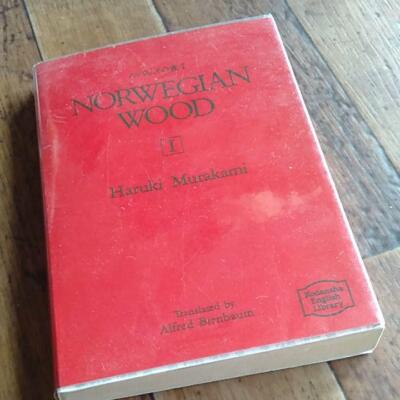 NORWEGIAN
WOOD
I
Haruki Murakami
Translated by
Alfred Birnbaum
Kodansha
English
Library